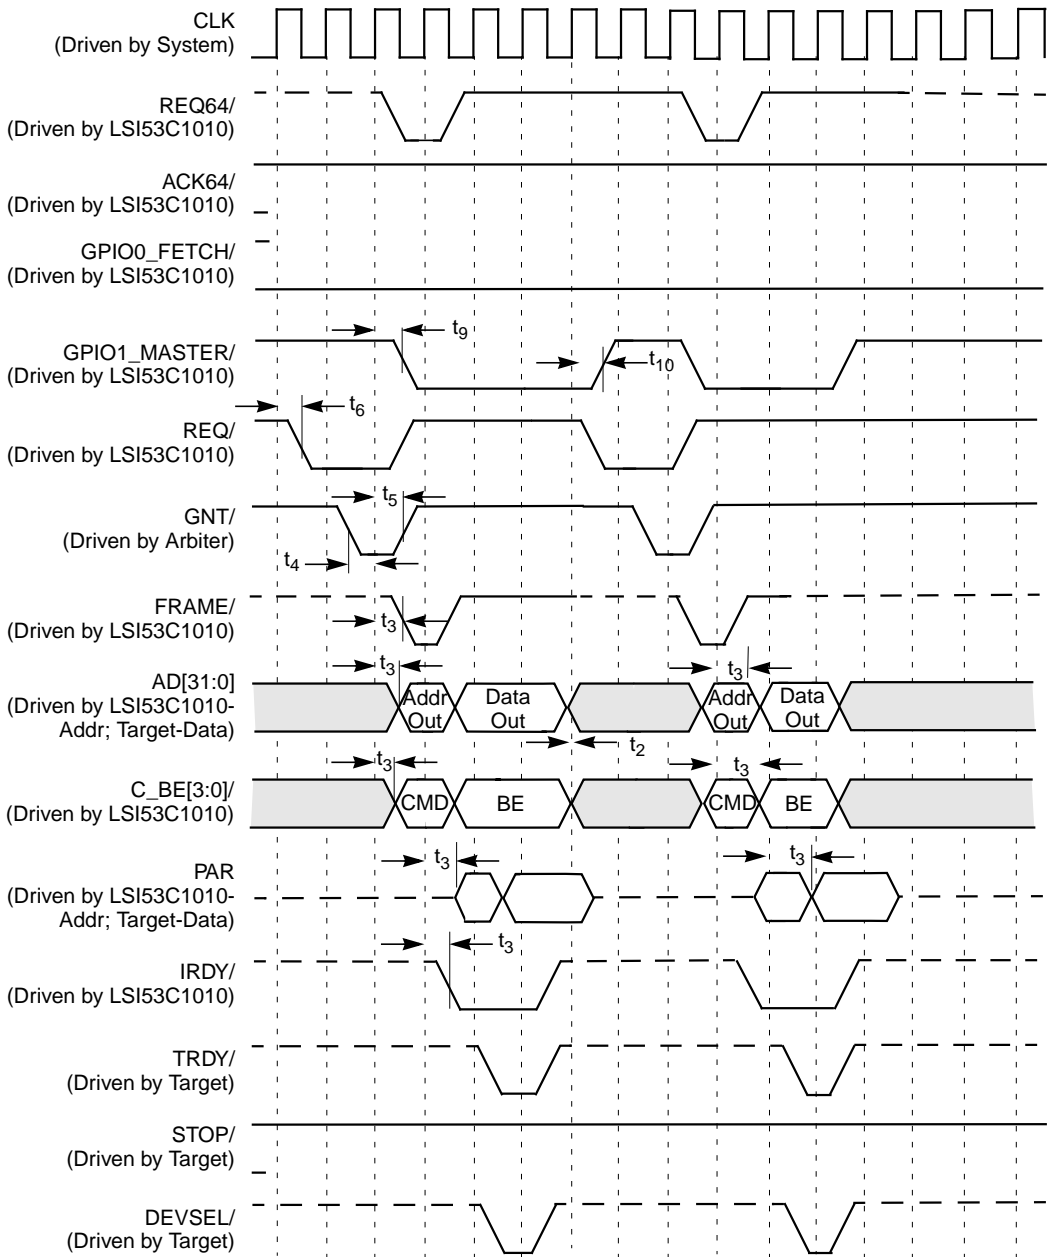 CLK
(Driven by System)
REQ64/
(Driven by LSI53C1010)
ACK64/
(Driven by LSI53C1010)
GPIO0_FETCH/
(Driven by LSI53C1010)
t9
GPIO1_MASTER/
(Driven by LSI53C1010)
t10
t6
REQ/
(Driven by LSI53C1010)
t5
GNT/
(Driven by Arbiter)
t4
FRAME/
(Driven by LSI53C1010)
t3
t3
t3
AD[31:0]
(Driven by LSI53C1010-
Addr; Target-Data)
Addr
Out
Data
Out
Addr
Out
Data
Out
t2
t3
t3
C_BE[3:0]/
(Driven by LSI53C1010)
CMD
BE
CMD
BE
t3
t3
PAR
(Driven by LSI53C1010-
Addr; Target-Data)
t3
IRDY/
(Driven by LSI53C1010)
TRDY/
(Driven by Target)
STOP/
(Driven by Target)
DEVSEL/
(Driven by Target)